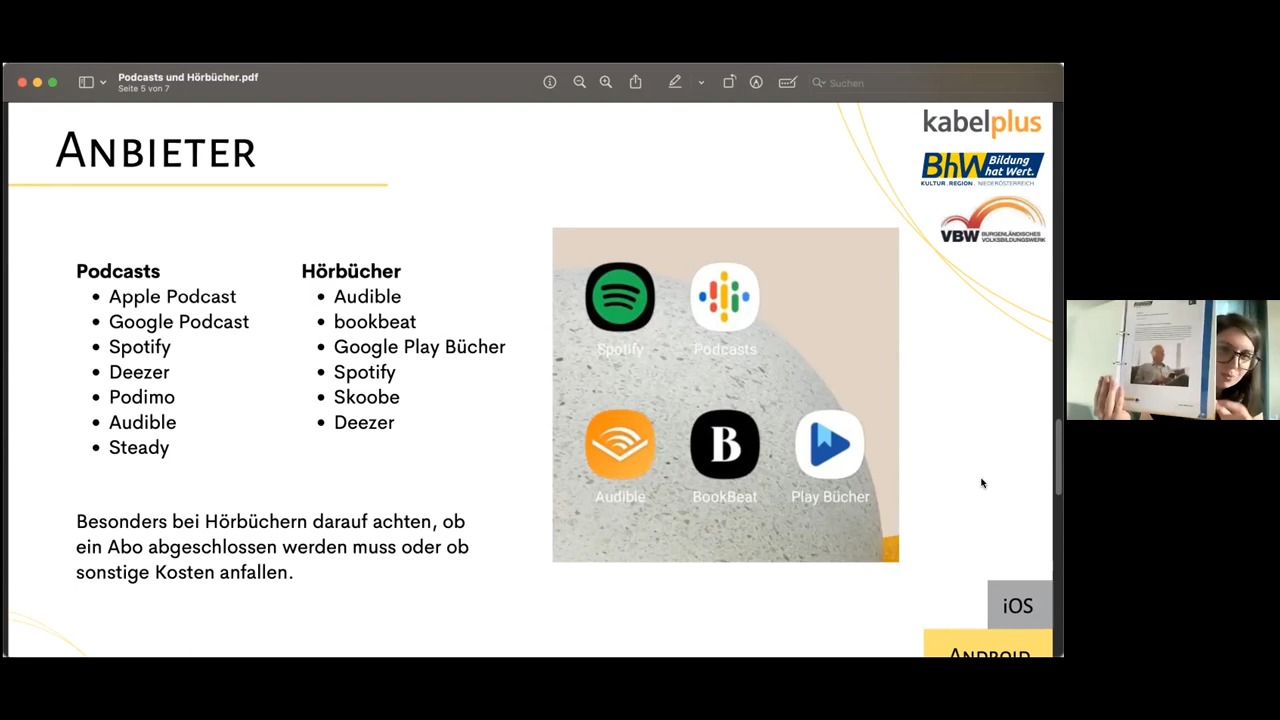 Podcasts und Hörbücher.pdf
Seite 5 von 7
Suchen
ANBIETER
kabelplus
BhW Bildung hat Wert.
KULTUR.REGION.NIEDERÖSTERREICH
VBW BURGENLÄNDISCHES VOLKSBILDUNGSWERK
Podcasts
Apple Podcast
Google Podcast
Spotify
Deezer
Podimo
Audible
Steady
Hörbücher
Audible
bookbeat
Google Play Bücher
Spotify
Skoobe
Deezer
Spotify
Podcasts
B
Audible
BookBeat
Play Bücher
Besonders bei Hörbüchern darauf achten, ob
ein Abo abgeschlossen werden muss oder ob
sonstige Kosten anfallen.
iOS
ANDROID